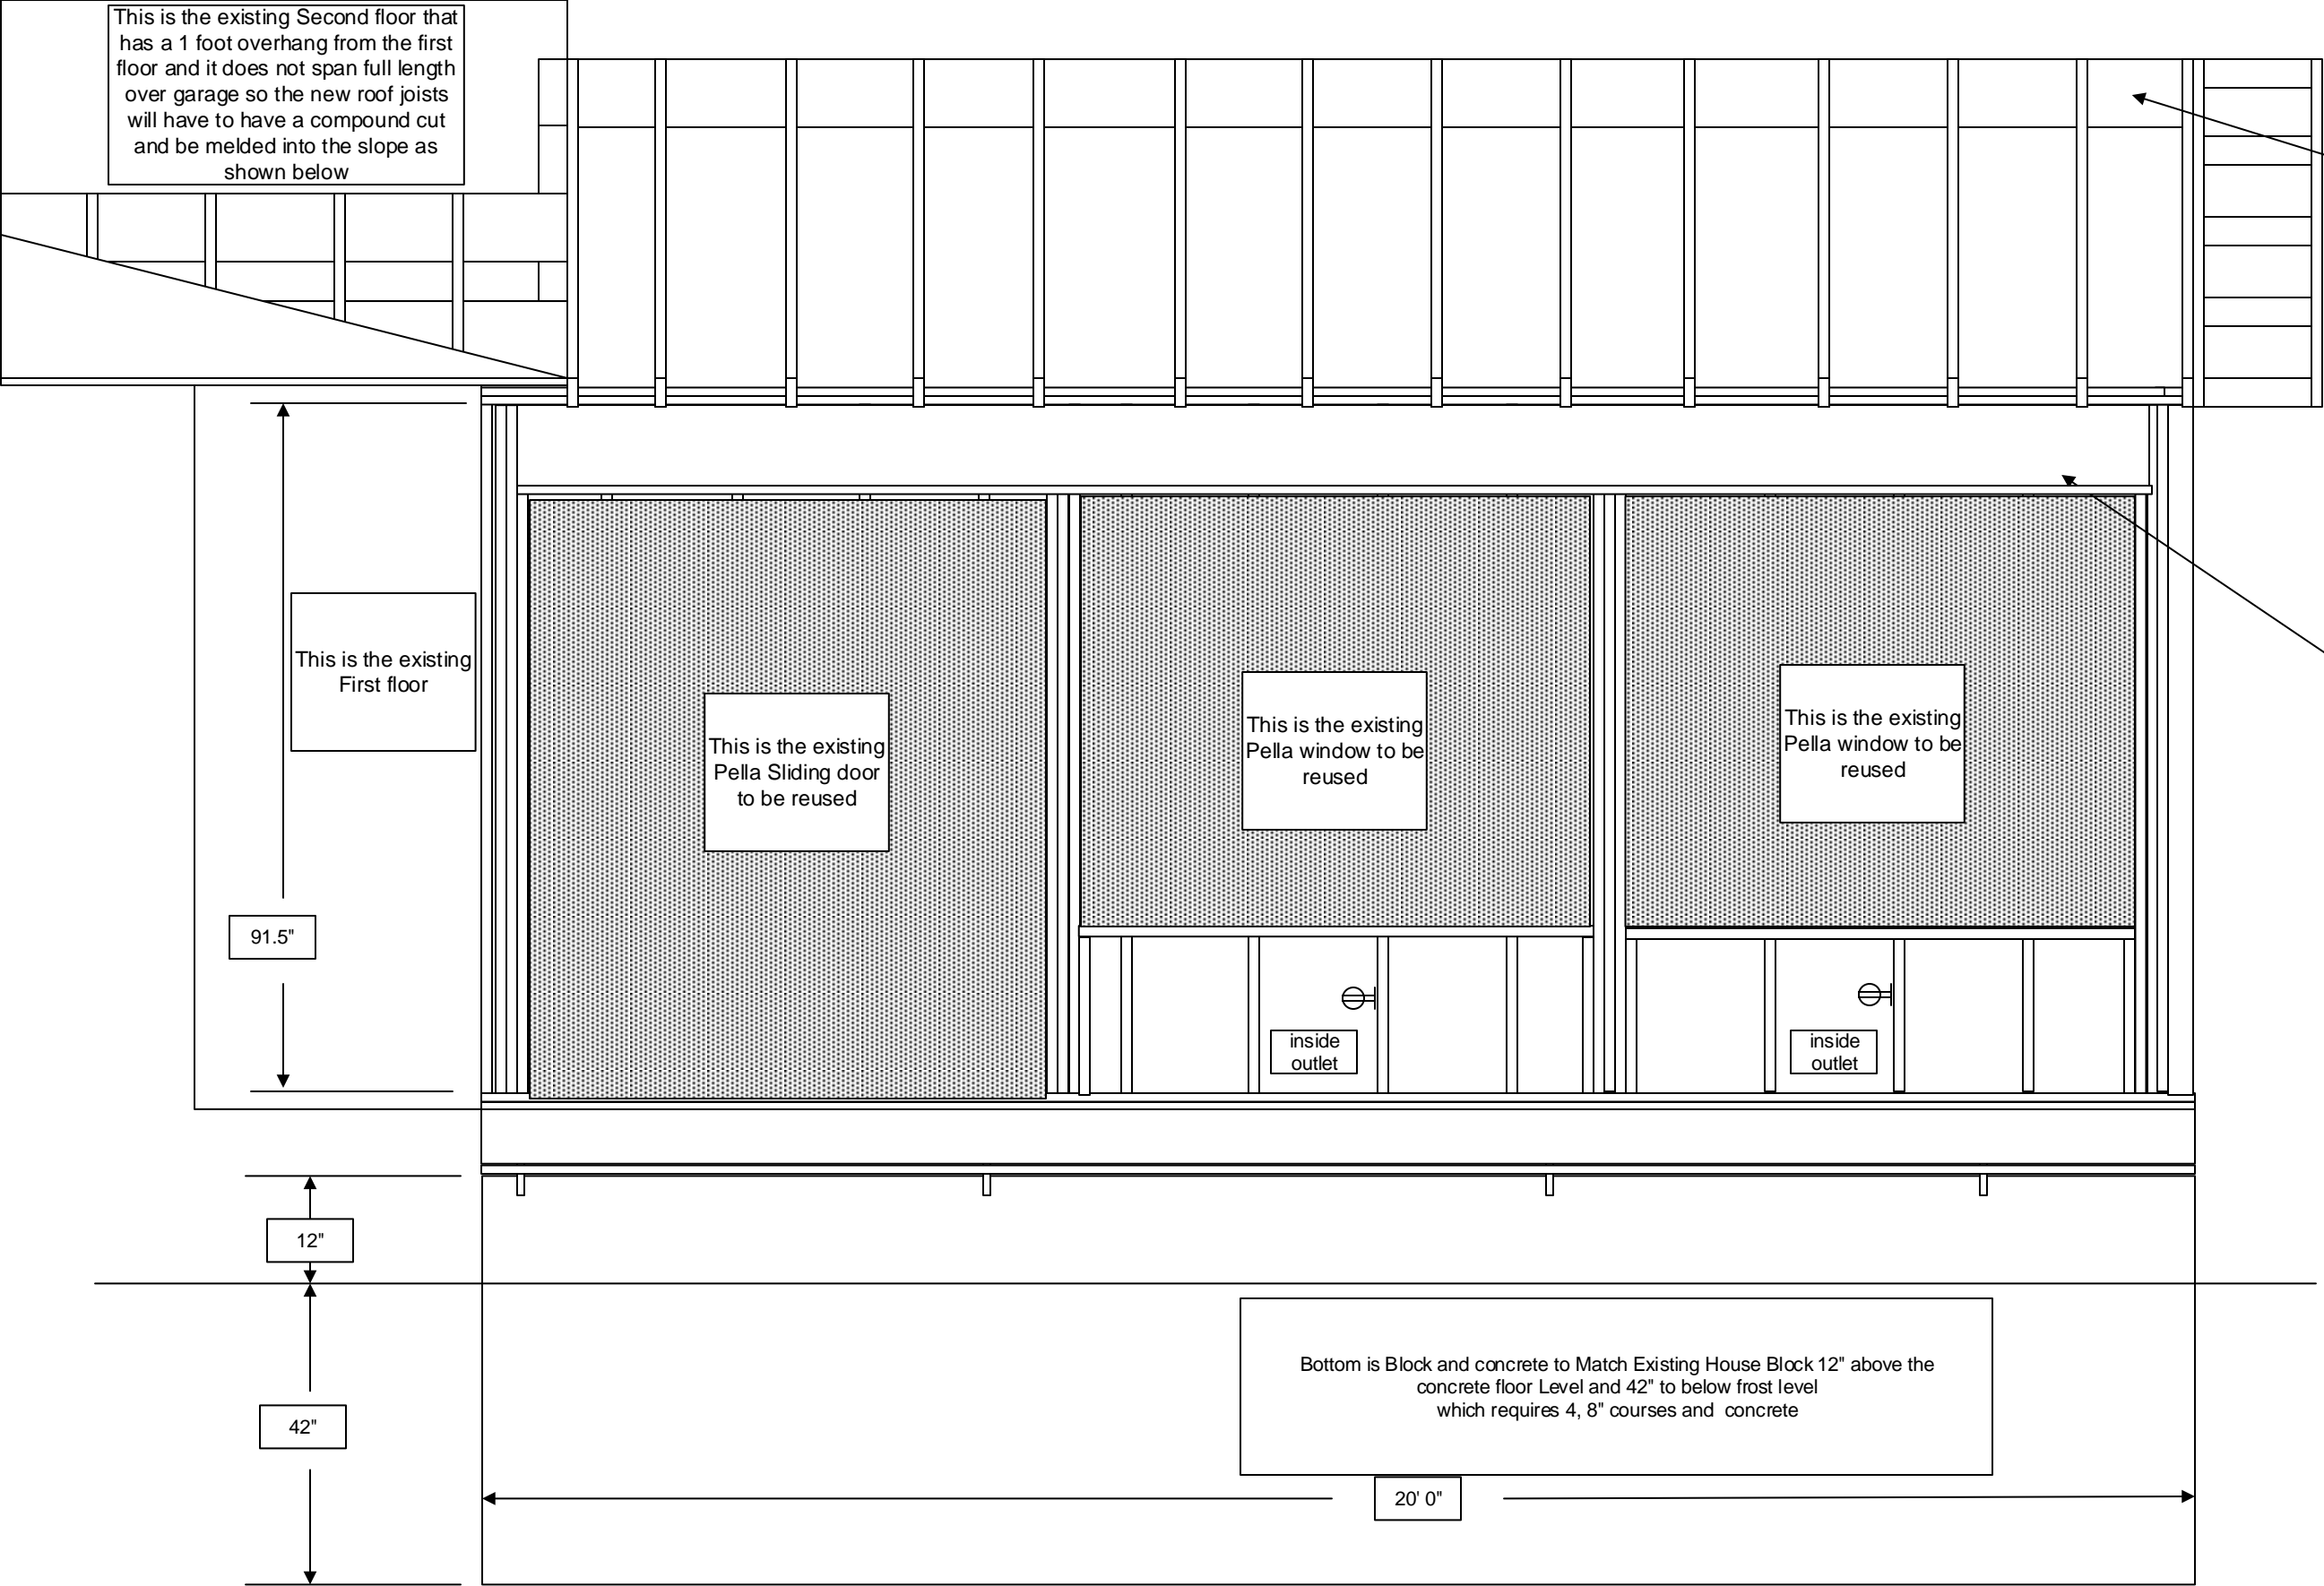 This is the existing Second floor that
has a 1 foot overhang from the first
floor and it does not span full length
over garage so the new roof joists
will have to have a compound cut
and be melded into the slope as
shown below
This is the existing
First floor
This is the existing
Pella Sliding door
to be reused
This is the existing
Pella window to be
reused
This is the existing
Pella window to be
reused
91.5"
inside
outlet
inside
outlet
12"
Bottom is Block and concrete to Match Existing House Block 12" above the
concrete floor Level and 42" to below frost level
which requires 4, 8" courses and concrete
42"
20' 0"